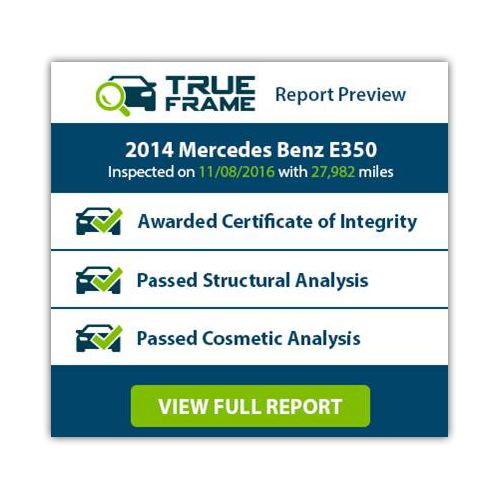 TRUE
FRAME
Report Preview
2014 Mercedes Benz E350
Inspected on 11/08/2016 with 27,982 miles
Awarded Certificate of Integrity
Passed Structural Analysis
Passed Cosmetic Analysis
VIEW FULL REPORT